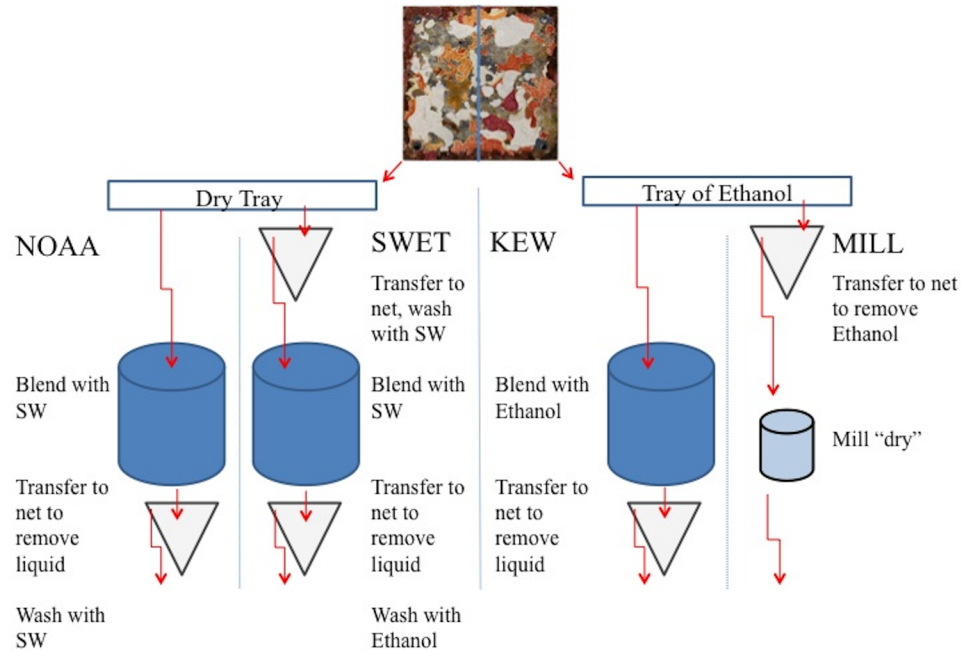 Dry Tray
Tray of Ethanol
NOAA
SWET
KEW
MILL
Transfer to
net, wash
with SW
Transfer to net
to remove
Ethanol
Blend with
SW
Blend with
SW
Blend with
Ethanol
Mill “dry”
Transfer to
net to
remove
liquid
Transfer to
net to
remove
liquid
Transfer to
net to
remove
liquid
Wash with
SW
Wash with
Ethanol